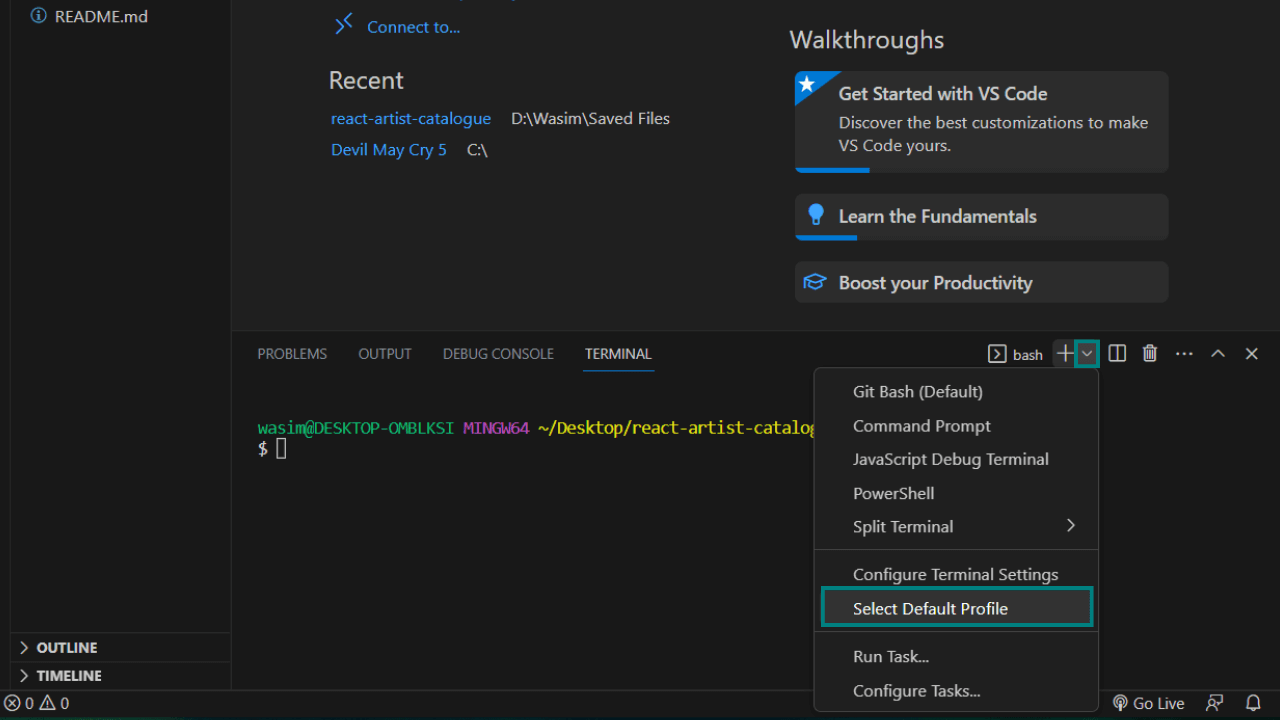 README.md
Connect to...
Recent
react-artist-catalogue D:\Wasim\Saved Files
Devil May Cry 5 C:\
Walkthroughs
Get Started with VS Code
Discover the best customizations to make
VS Code yours.
Learn the Fundamentals
Boost your Productivity
PROBLEMS OUTPUT DEBUG CONSOLE TERMINAL
bash
wasim@DESKTOP-OMBLKSI MINGW64 ~/Desktop/react-artist-catalog
$
Git Bash (Default)
Command Prompt
JavaScript Debug Terminal
PowerShell
Split Terminal
Configure Terminal Settings
Select Default Profile
Run Task...
Configure Tasks...
OUTLINE
TIMELINE
0 0
Go Live